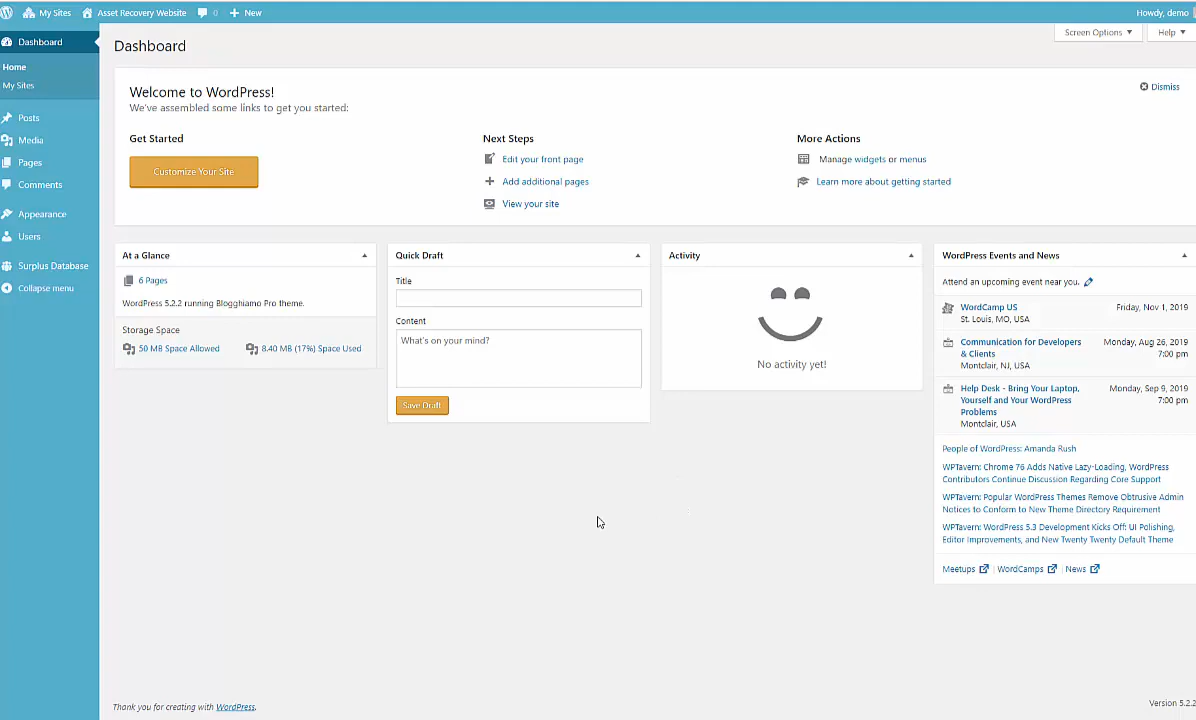 My Sites
Asset Recovery Website
0
New
Howdy, demo
Dashboard
Home
My Sites
Posts
Media
Pages
Comments
Appearance
Users
Surplus Database
Collapse menu
Screen Options
Help
Dashboard
Welcome to WordPress!
We've assembled some links to get you started:
Dismiss
Get Started
Customize Your Site
Next Steps
Edit your front page
Add additional pages
View your site
More Actions
Manage widgets or menus
Learn more about getting started
At a Glance
6 Pages
WordPress 5.2.2 running Blogghiamo Pro theme.
Storage Space
50 MB Space Allowed
8.40 MB (17%) Space Used
Quick Draft
Title
Content
What's on your mind?
Save Draft
Activity
No activity yet!
WordPress Events and News
Attend an upcoming event near you.
WordCamp US
Friday, Nov 1, 2019
St. Louis, MO, USA
Communication for Developers
Monday, Aug 26, 2019
& Clients
7:00 pm
Montclair, NJ, USA
Help Desk - Bring Your Laptop,
Monday, Sep 9, 2019
Yourself and Your WordPress
7:00 pm
Problems
Montclair, USA
People of WordPress: Amanda Rush
WPTavern: Chrome 76 Adds Native Lazy-Loading, WordPress
Contributors Continue Discussion Regarding Core Support
WPTavern: Popular WordPress Themes Remove Obtrusive Admin
Notices to Conform to New Theme Directory Requirement
WPTavern: WordPress 5.3 Development Kicks Off: UI Polishing,
Editor Improvements, and New Twenty Twenty Default Theme
Meetups | WordCamps | News
Thank you for creating with WordPress.
Version 5.2.2